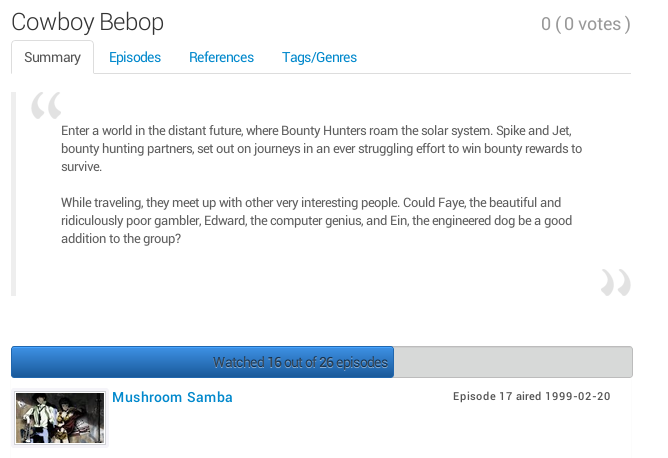 Cowboy Bebop
0 ( 0 votes )
Summary
Episodes
References
Tags/Genres
“
Enter a world in the distant future, where Bounty Hunters roam the solar system. Spike and Jet,
bounty hunting partners, set out on journeys in an ever struggling effort to win bounty rewards to
survive.
While traveling, they meet up with other very interesting people. Could Faye, the beautiful and
ridiculously poor gambler, Edward, the computer genius, and Ein, the engineered dog be a good
addition to the group?
”
Watched 16 out of 26 episodes
Mushroom Samba
Episode 17 aired 1999-02-20